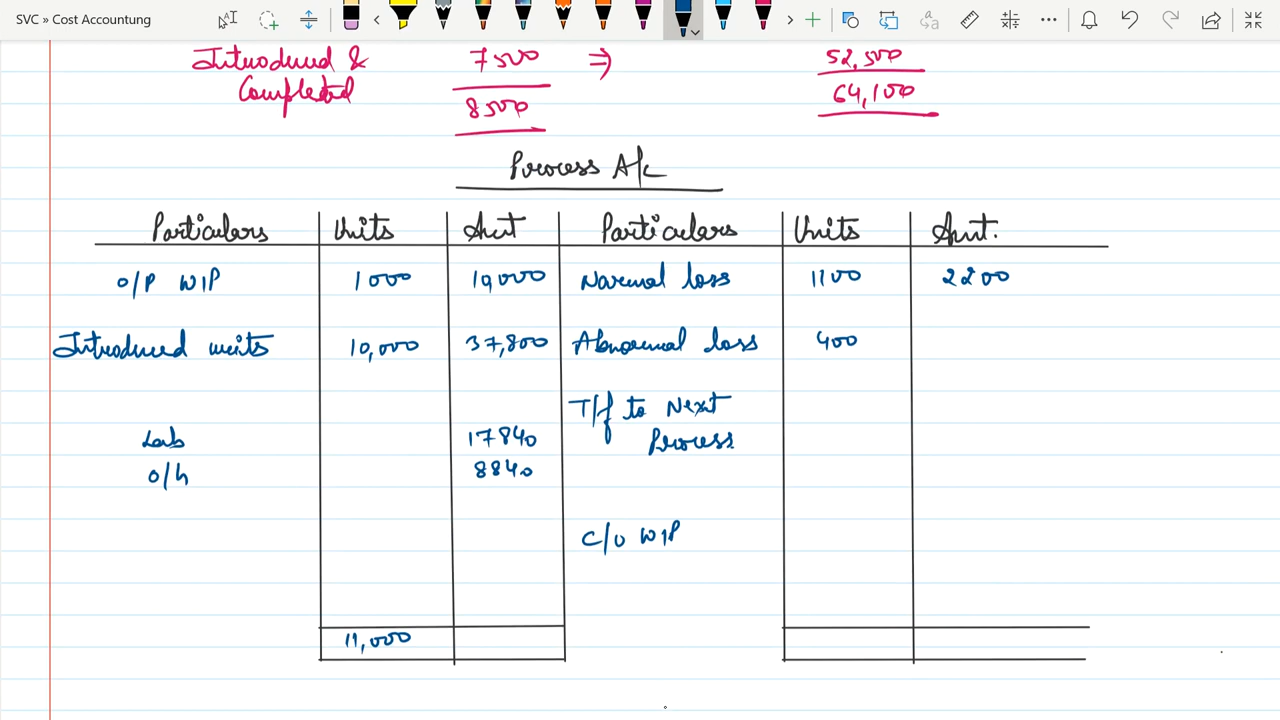 SVC » Cost Accountung
Introduced & 7500 ⇒ 52,500
Completed 8500 64,100
Process A/c
Particulars Units Amt Particulars Units Amt.
O/P WIP 1000 19,000 Normal loss 1100 2200
Introduced units 10,000 37,800 Abnormal loss 400
T/f to Next
Lab 17840 Process
O/h 8840
C/O WIP
11,000